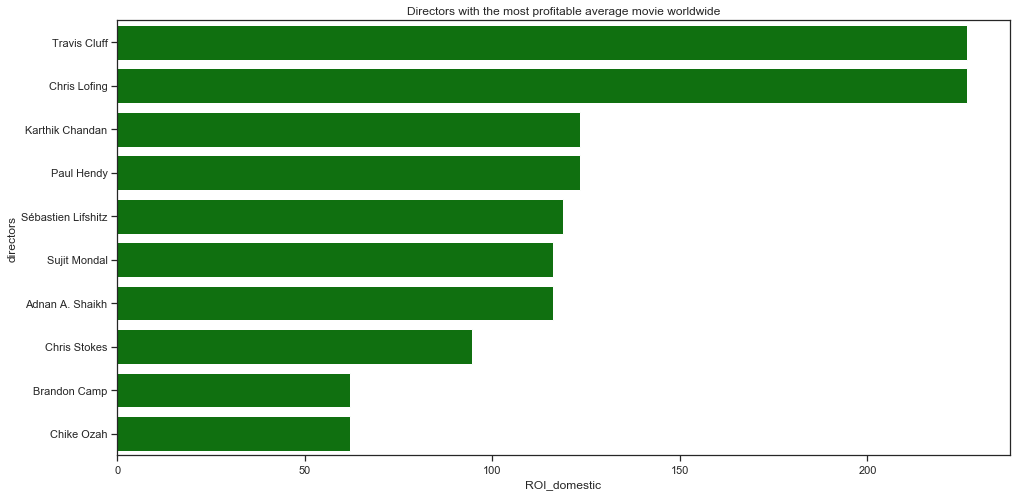 Directors with the most profitable average movie worldwide
directors
Travis Cluff
Chris Lofing
Karthik Chandan
Paul Hendy
Sébastien Lifshitz
Sujit Mondal
Adnan A. Shaikh
Chris Stokes
Brandon Camp
Chike Ozah
0 50 100 150 200
ROI_domestic